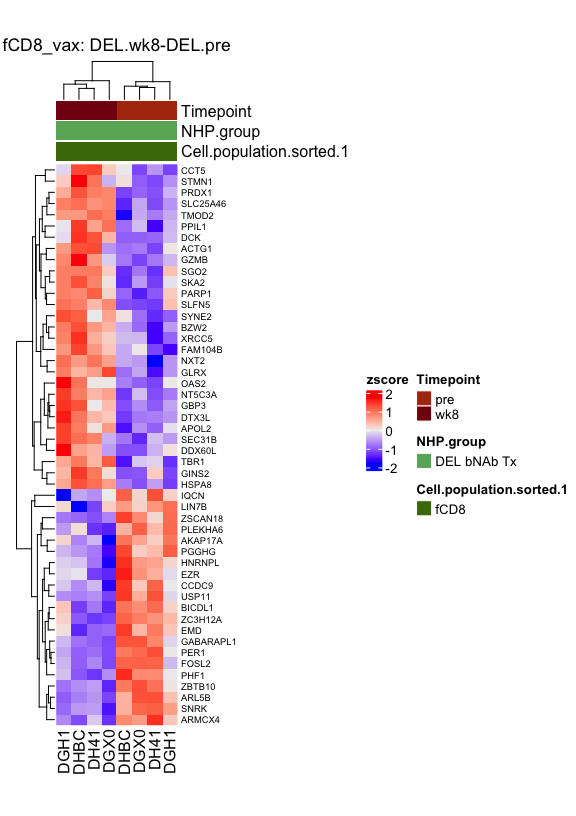 fCD8_vax: DEL.wk8-DEL.pre
Timepoint
NHP.group
Cell.population.sorted.1
CCT5
STMN1
PRDX1
SLC25A46
TMOD2
PPIL1
DCK
ACTG1
GZMB
SGO2
SKA2
PARP1
SLFN5
SYNE2
BZW2
XRCC5
FAM104B
NXT2
GLRX
OAS2
NT5C3A
GBP3
DTX3L
APOL2
SEC31B
DDX60L
TBR1
GINS2
HSPA8
IQCN
LIN7B
ZSCAN18
PLEKHA6
AKAP17A
PGGHG
HNRNPL
EZR
CCDC9
USP11
BICDL1
ZC3H12A
EMD
GABARAPL1
PER1
FOSL2
PHF1
ZBTB10
ARL5B
SNRK
ARMCX4
DGH1
DHBC
DH41
DGX0
DHBC
DGX0
DH41
DGH1
zscore
2
1
0
-1
-2
Timepoint
pre
wk8
NHP.group
DEL bNAb Tx
Cell.population.sorted.1
fCD8